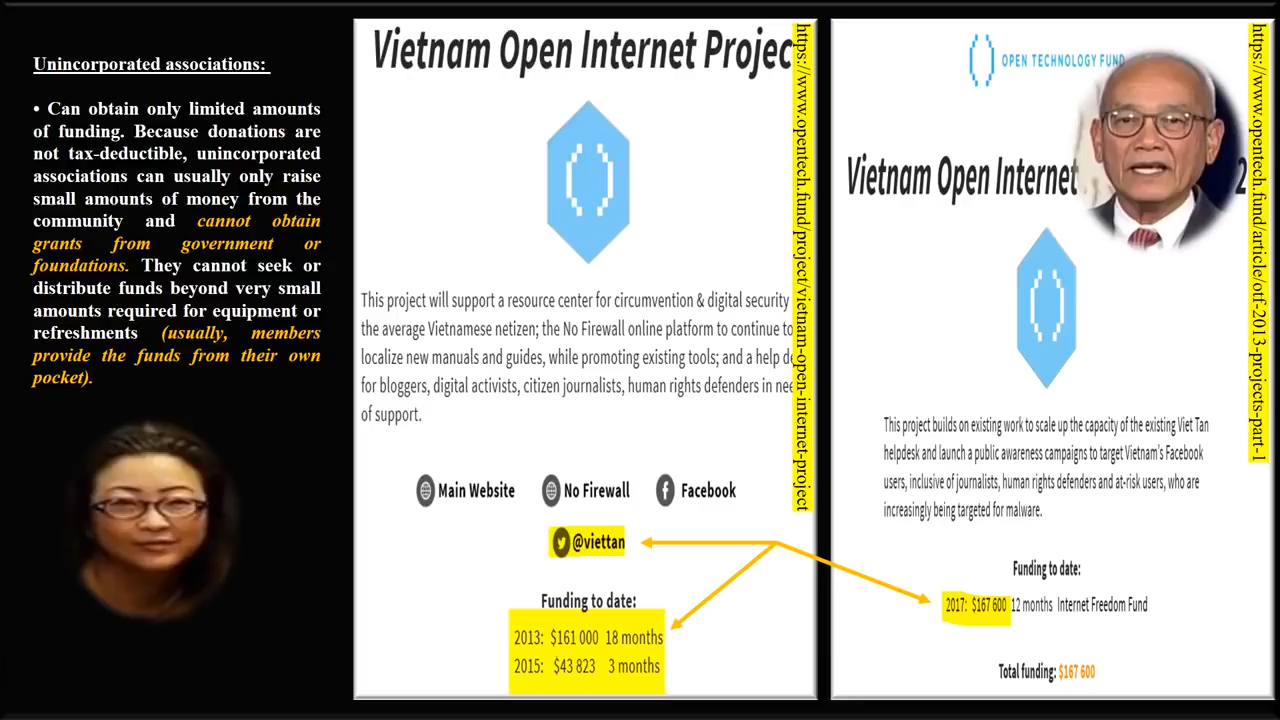 Unincorporated associations:
• Can obtain only limited amounts
of funding. Because donations are
not tax-deductible, unincorporated
associations can usually only raise
small amounts of money from the
community and cannot obtain
grants from government or
foundations. They cannot seek or
distribute funds beyond very small
amounts required for equipment or
refreshments (usually, members
provide the funds from their own
pocket).
Vietnam Open Internet Projec
This project will support a resource center for circumvention & digital security
the average Vietnamese netizen; the No Firewall online platform to continue to
localize new manuals and guides, while promoting existing tools; and a help de
for bloggers, digital activists, citizen journalists, human rights defenders in nee
of support.
Main Website No Firewall Facebook
@viettan
Funding to date:
2013: $161 000 18 months
2015: $43 823 3 months
https://www.opentech.fund/project/vietnam-open-internet-project
OPEN TECHNOLOGY FUND
Vietnam Open Internet 2
This project builds on existing work to scale up the capacity of the existing Viet Tan
helpdesk and launch a public awareness campaigns to target Vietnam's Facebook
users, inclusive of journalists, human rights defenders and at-risk users, who are
increasingly being targeted for malware.
Funding to date:
2017: $167 600 12 months Internet Freedom Fund
Total funding: $167 600
https://www.opentech.fund/article/otf-2013-projects-part-1